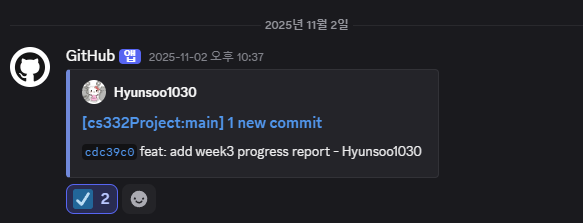 2025년 11월 2일
GitHub 앱 2025-11-02 오후 10:37
Hyunsoo1030
[cs332Project:main] 1 new commit
cdc39c0 feat: add week3 progress report - Hyunsoo1030
2